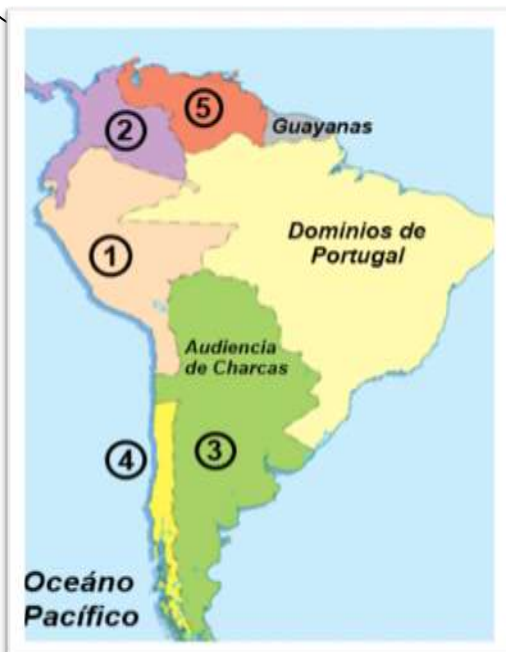 ②
⑤
Guayanas
①
Dominios de
Portugal
Audiencia
de Charcas
④
③
Oceáno
Pacífico